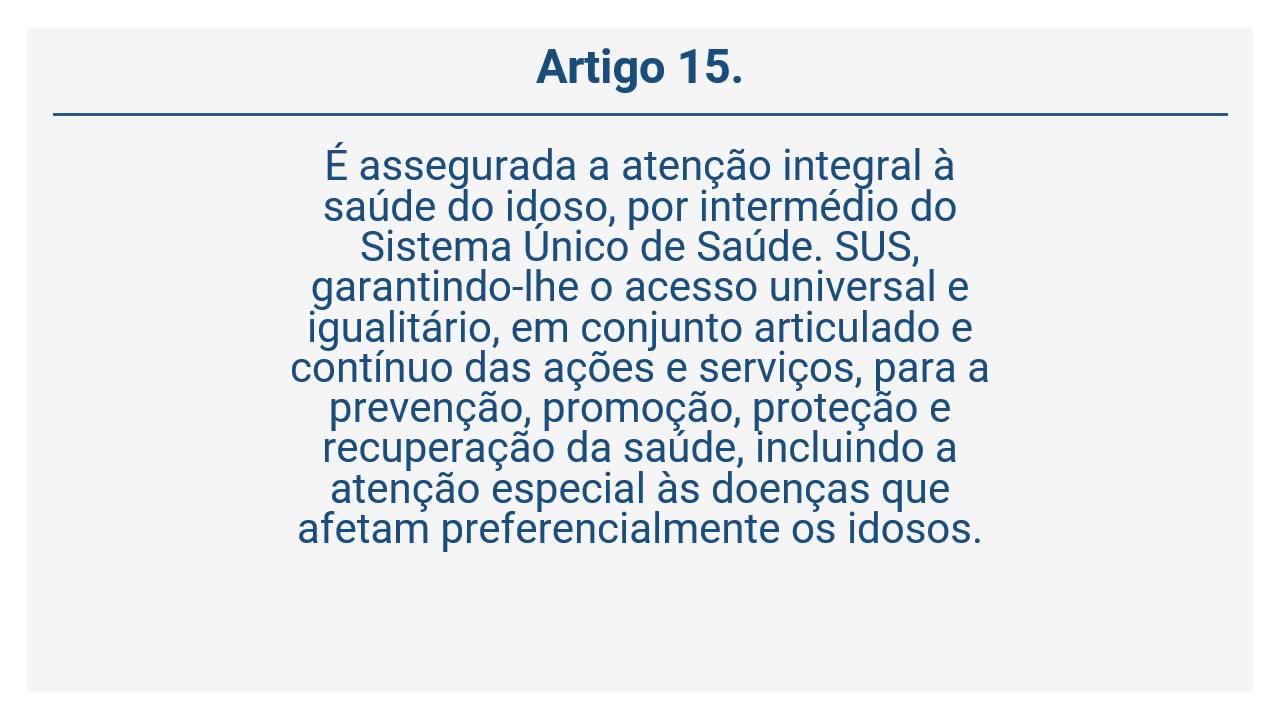 Artigo 15.
É assegurada a atenção integral à
saúde do idoso, por intermédio do
Sistema Único de Saúde. SUS,
garantindo-lhe o acesso universal e
igualitário, em conjunto articulado e
contínuo das ações e serviços, para a
prevenção, promoção, proteção e
recuperação da saúde, incluindo a
atenção especial às doenças que
afetam preferencialmente os idosos.